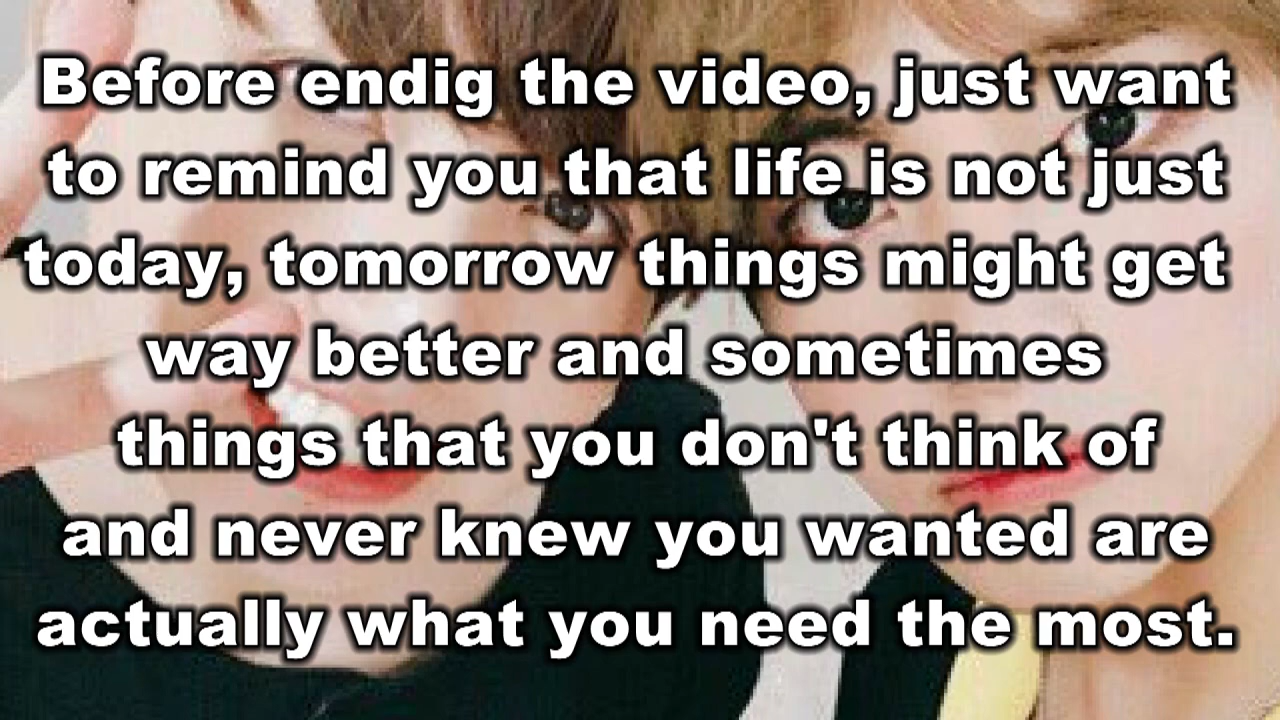 Before endig the video, just want
to remind you that life is not just
today, tomorrow things might get
way better and sometimes
things that you don't think of
and never knew you wanted are
actually what you need the most.